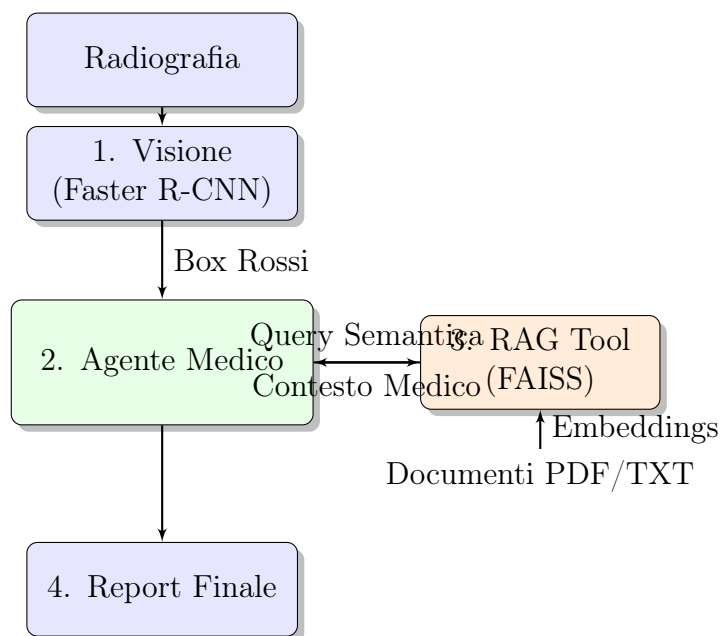 Radiografia
1. Visione
(Faster R-CNN)
Box Rossi
2. Agente Medico
Query Semantica
Contesto Medico
3. RAG Tool
(FAISS)
Embeddings
Documenti PDF/TXT
4. Report Finale